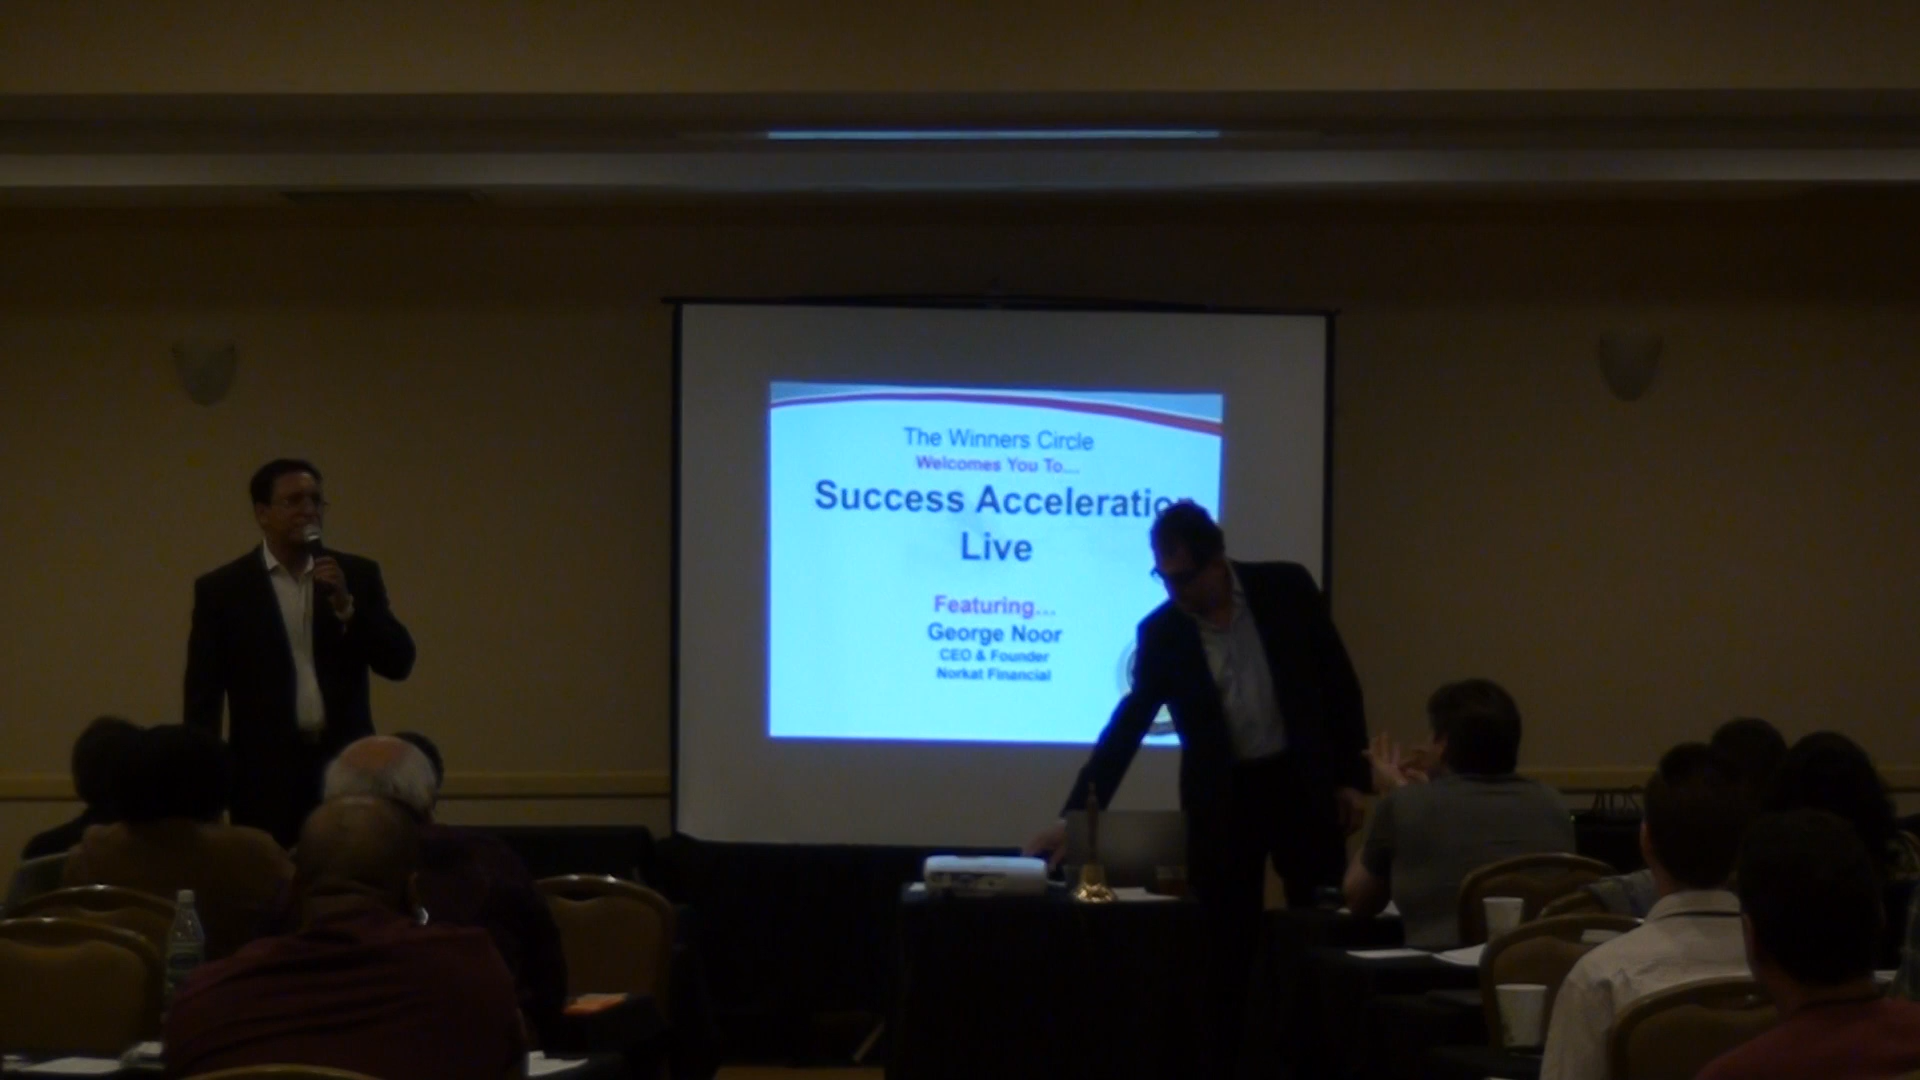 The Winners Circle
Welcomes You To...
Success Acceleration
Live
Featuring...
George Noor
CEO & Founder
Norkat Financial